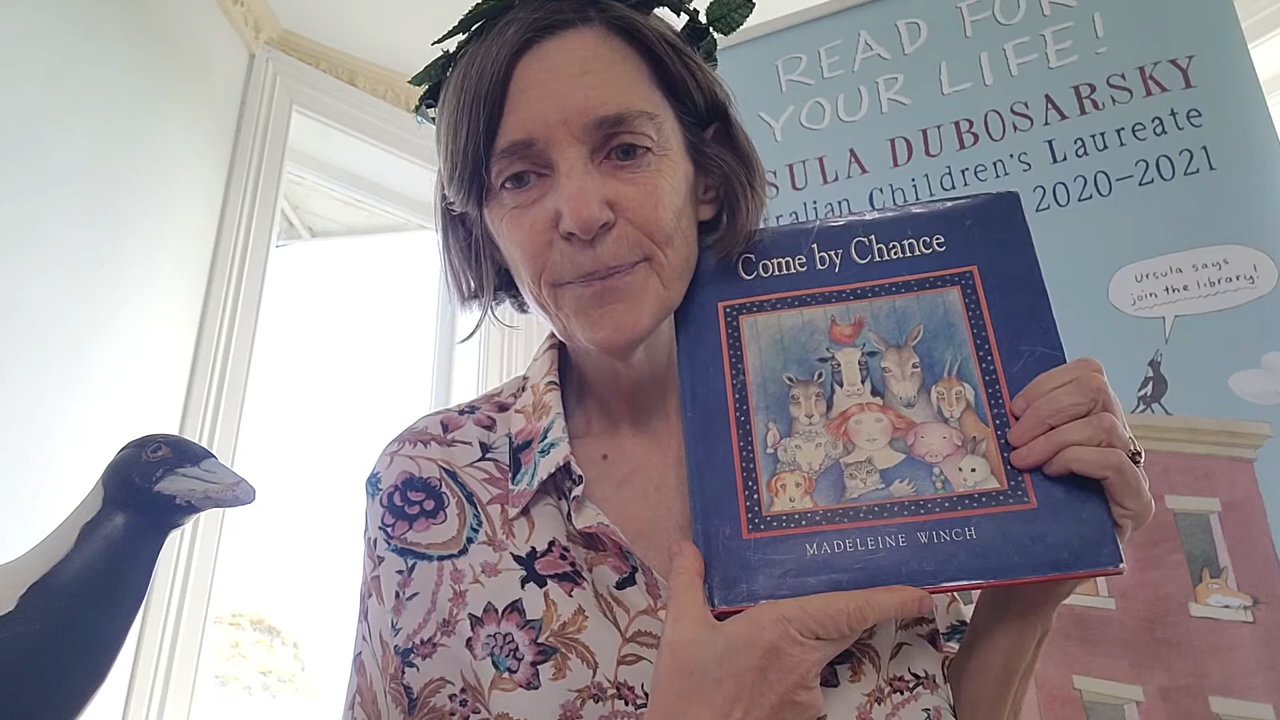 READ FOR
YOUR LIFE!
SULA DUBOSARSKY
ralian Children's Laureate
2020–2021
Ursula says
join the library!
Come by Chance
MADELEINE WINCH